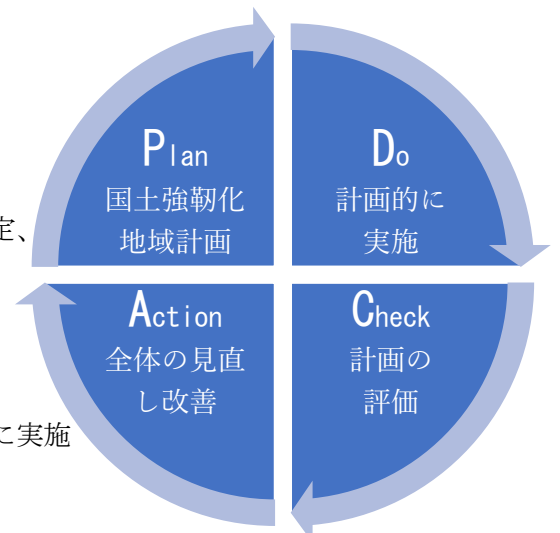 Plan
国土強靭化
地域計画
Do
計画的に
実施
定、
Action
全体の見直
し改善
Check
計画の
評価
に実施